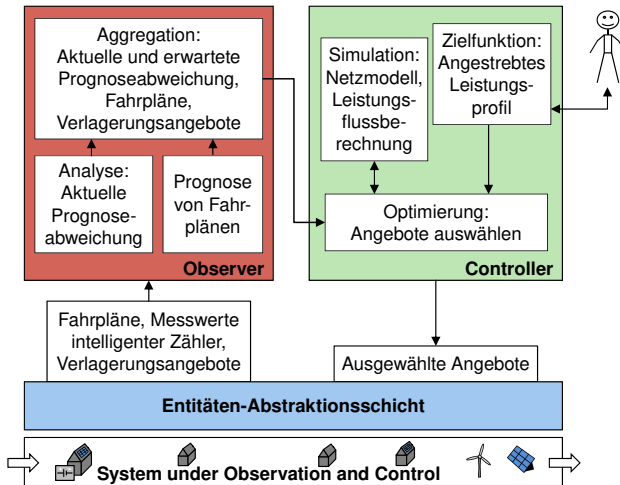 Aggregation:
Aktuelle und erwartete
Prognoseabweichung,
Fahrpläne,
Verlagerungsangebote
Analyse:
Aktuelle
Prognose-
abweichung
Prognose
von Fahr-
plänen
Observer
Simulation:
Netzmodell,
Leistungs-
flussbe-
rechnung
Zielfunktion:
Angestrebtes
Leistungs-
profil
Optimierung:
Angebote auswählen
Controller
Fahrpläne, Messwerte
intelligenter Zähler,
Verlagerungsangebote
Ausgewählte Angebote
Entitäten-Abstraktionsschicht
System under Observation and Control